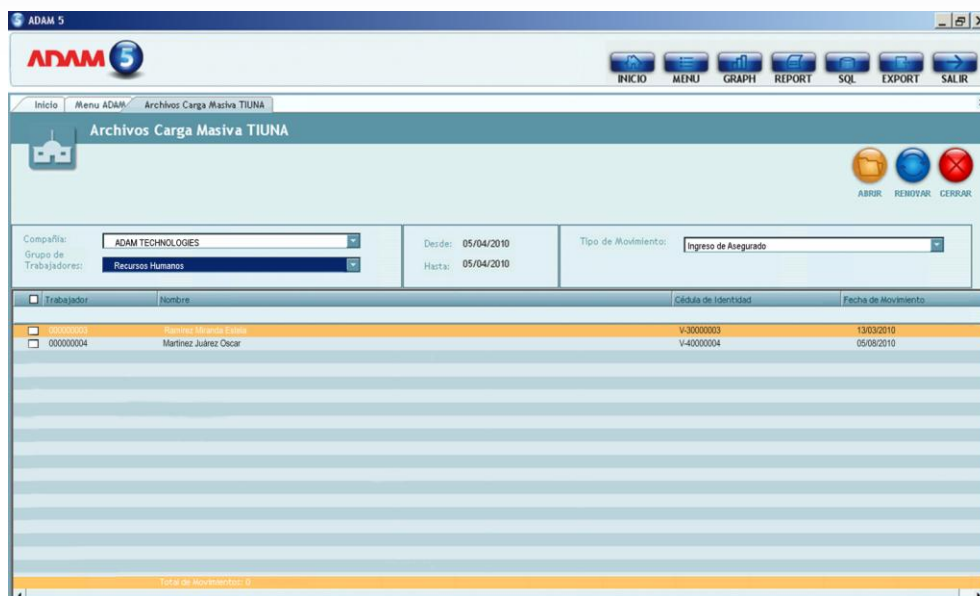 ADAM 5
ADAM 5
INICIO MENU GRAPH REPORT SQL EXPORT SALIR
Inicio Menu ADAM Archivos Carga Masiva TIUNA
Archivos Carga Masiva TIUNA
ABRIR RENOVAR CERRAR
Compañía: ADAM TECHNOLOGIES Desde: 05/04/2010 Tipo de Movimiento: Ingreso de Asegurado
Grupo de
Trabajadores: Recursos Humanos Hasta: 05/04/2010
Trabajador Nombre Cédula de Identidad Fecha de Movimiento
000000003 Ramírez Miranda Estela V-30000003 13/03/2010
000000004 Martínez Juárez Oscar V-40000004 05/08/2010
Total de Movimientos: 0